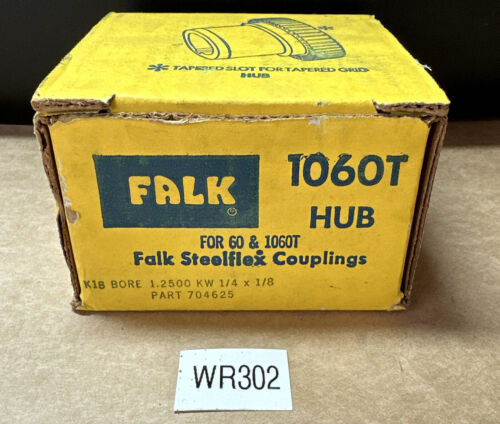 * TAPERED SLOT FOR TAPERED GRID
HUB
FALK
1060T
HUB
FOR 60 & 1060T
Falk Steelflex Couplings
K18 BORE 1.2500 KW 1/4 x 1/8
PART 704625
WR302